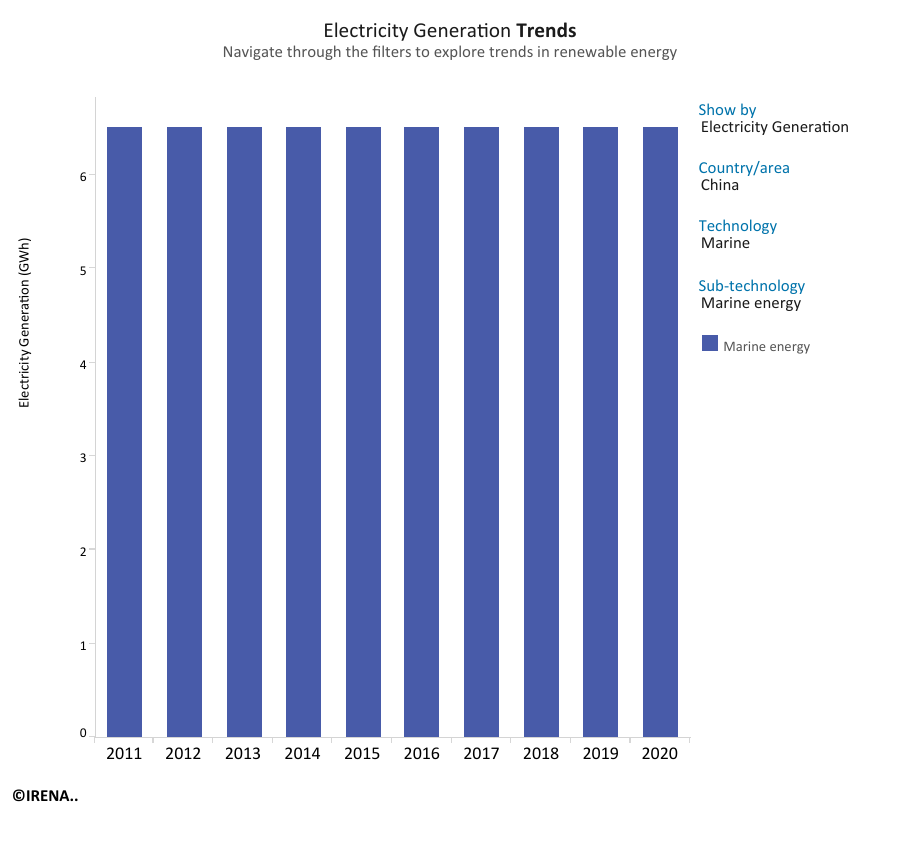 Electricity Generation Trends
Navigate through the filters to explore trends in renewable energy
Show by
Electricity Generation
Country/area
China
Technology
Marine
Sub-technology
Marine energy
Marine energy
Electricity Generation (GWh)
6
5
4
3
2
1
0
2011 2012 2013 2014 2015 2016 2017 2018 2019 2020
©IRENA..